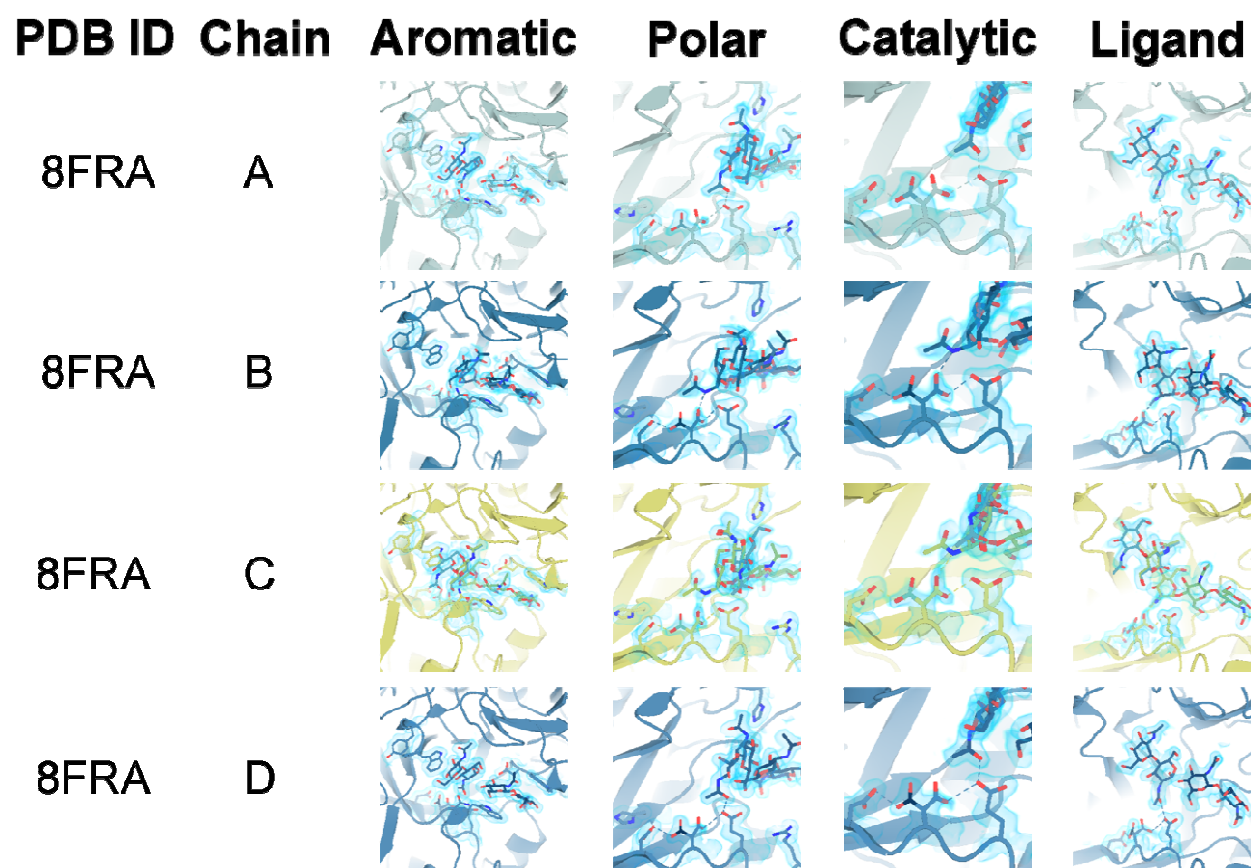 PDB ID Chain Aromatic Polar Catalytic Ligand
8FRA A
8FRA B
8FRA C
8FRA D